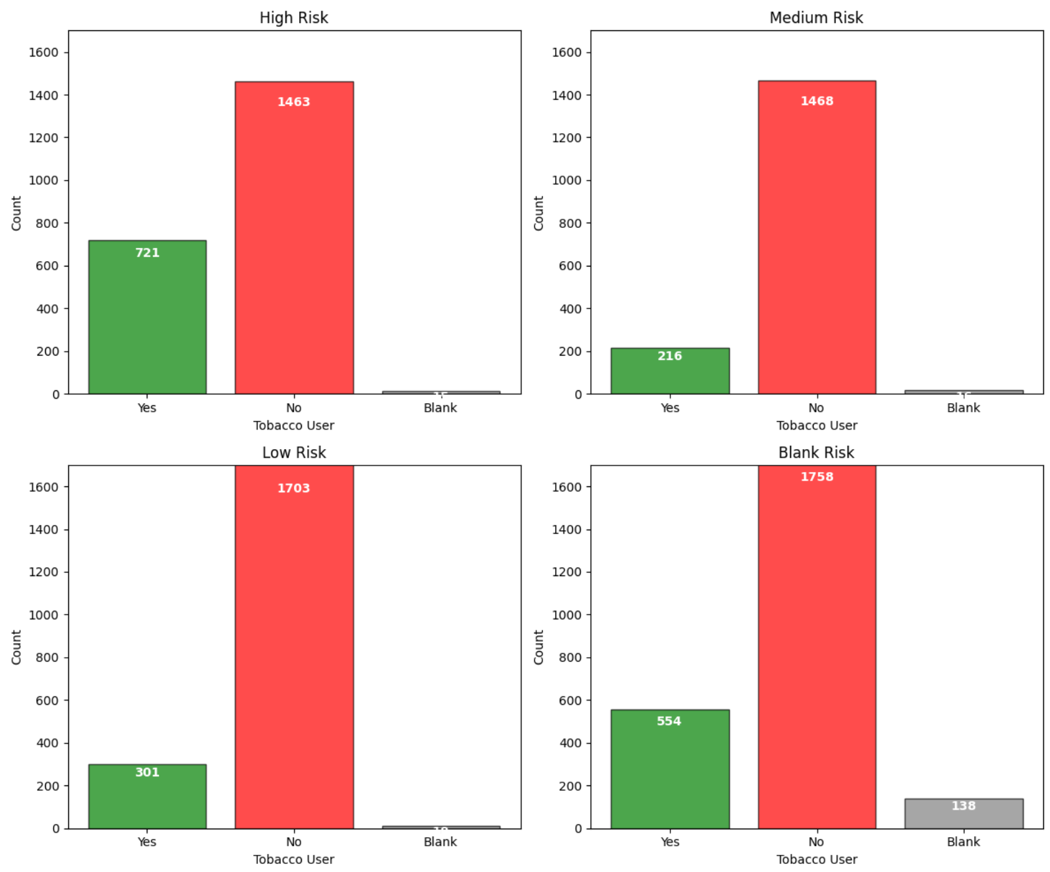 High Risk
1600
1400
1200
1000
800
600
400
200
0
Count
721
1463
Yes No Blank
Tobacco User
Medium Risk
1600
1400
1200
1000
800
600
400
200
0
Count
216
1468
Yes No Blank
Tobacco User
Low Risk
1600
1400
1200
1000
800
600
400
200
0
Count
301
1703
Yes No Blank
Tobacco User
Blank Risk
1600
1400
1200
1000
800
600
400
200
0
Count
554
1758
138
Yes No Blank
Tobacco User